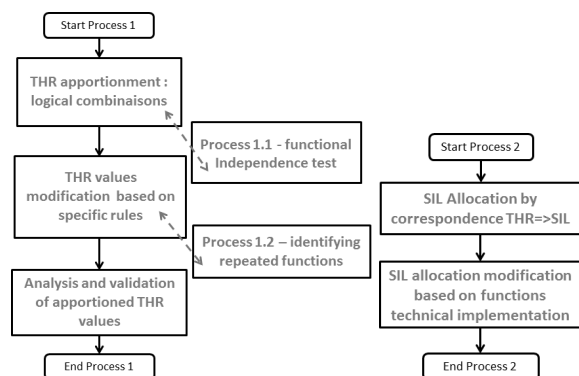 Start Process 1
THR apportionment :
logical combinaisons
Process 1.1 - functional
Independence test
THR values
modification based on
specific rules
Process 1.2 – identifying
repeated functions
Analysis and validation
of apportioned THR
values
End Process 1
Start Process 2
SIL Allocation by
correspondence THR=>SIL
SIL allocation modification
based on functions
technical implementation
End Process 2